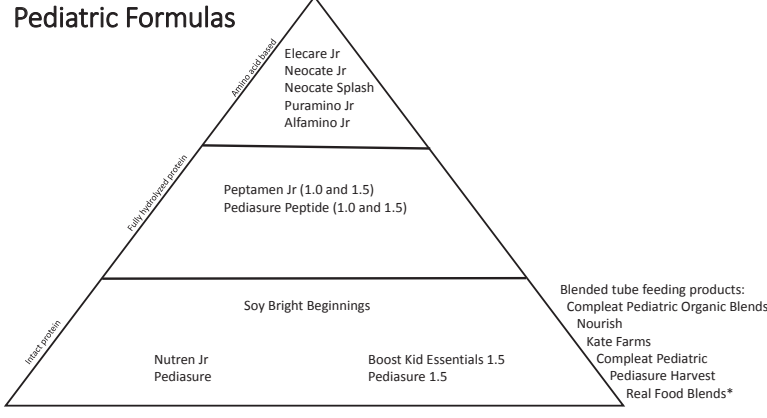 Pediatric Formulas
Amino acid based
Elecare Jr
Neocate Jr
Neocate Splash
Puramino Jr
Alfamino Jr
Fully hydrolyzed protein
Peptamen Jr (1.0 and 1.5)
Pediasure Peptide (1.0 and 1.5)
Intact protein
Soy Bright Beginnings
Nutren Jr
Pediasure
Boost Kid Essentials 1.5
Pediasure 1.5
Blended tube feeding products:
Compleat Pediatric Organic Blends
Nourish
Kate Farms
Compleat Pediatric
Pediasure Harvest
Real Food Blends*